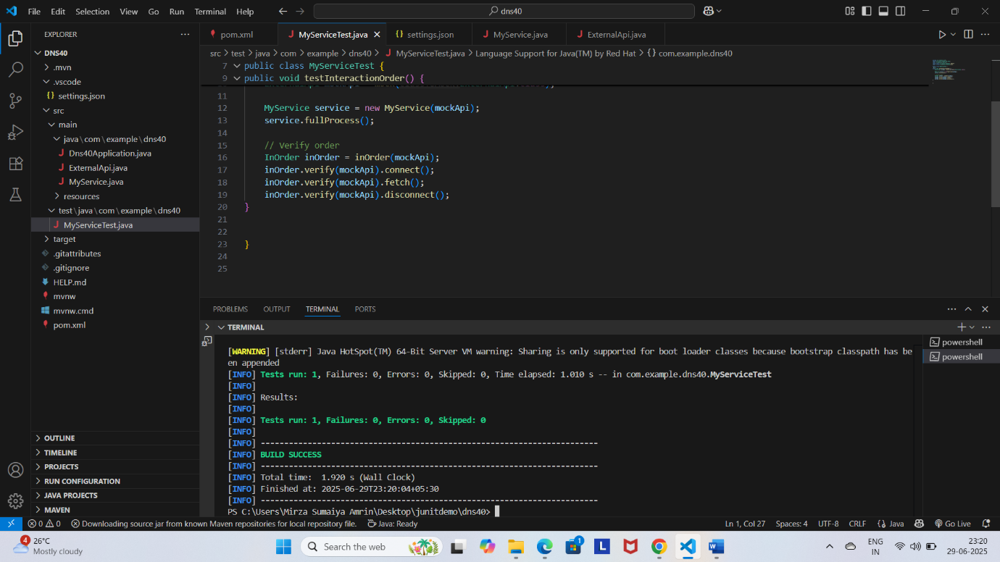 File Edit Selection View Go Run Terminal Help
dns40
EXPLORER
DNS40
.mvn
.vscode
{} settings.json
src
main
java\com\example\dns40
J Dns40Application.java
J ExternalApi.java
J MyService.java
resources
test\java\com\example\dns40
J MyServiceTest.java
target
.gitattributes
.gitignore
HELP.md
mvnw
mvnw.cmd
pom.xml
OUTLINE
TIMELINE
PROJECTS
RUN CONFIGURATION
JAVA PROJECTS
MAVEN
pom.xml J MyServiceTest.java {} settings.json J MyService.java J ExternalApi.java
src > test > java > com > example > dns40 > J MyServiceTest.java > Language Support for Java(TM) by Red Hat > {} com.example.dns40
7 public class MyServiceTest {
9 public void testInteractionOrder() {
11
12 MyService service = new MyService(mockApi);
13 service.fullProcess();
14
15 // Verify order
16 InOrder inOrder = inOrder(mockApi);
17 inOrder.verify(mockApi).connect();
18 inOrder.verify(mockApi).fetch();
19 inOrder.verify(mockApi).disconnect();
20 }
21
22
23 }
24
25
PROBLEMS OUTPUT TERMINAL PORTS
TERMINAL
[WARNING] [stderr] Java HotSpot(TM) 64-Bit Server VM warning: Sharing is only supported for boot loader classes because bootstrap classpath has be
en appended
[INFO] Tests run: 1, Failures: 0, Errors: 0, Skipped: 0, Time elapsed: 1.010 s -- in com.example.dns40.MyServiceTest
[INFO]
[INFO] Results:
[INFO]
[INFO] Tests run: 1, Failures: 0, Errors: 0, Skipped: 0
[INFO]
[INFO] ------------------------------------------------------------------------
[INFO] BUILD SUCCESS
[INFO] ------------------------------------------------------------------------
[INFO] Total time:  1.920 s (Wall Clock)
[INFO] Finished at: 2025-06-29T23:20:04+05:30
[INFO] ------------------------------------------------------------------------
PS C:\Users\Mirza Sumaiya Amrin\Desktop\junitdemo\dns40>
powershell
powershell
0 0 Downloading source jar from known Maven repositories for local repository file. Java: Ready Ln 1, Col 27 Spaces: 4 UTF-8 CRLF {} Java Go Live
4
26°C
Mostly cloudy
Search the web
1
L
ENG
IN
23:20
29-06-2025